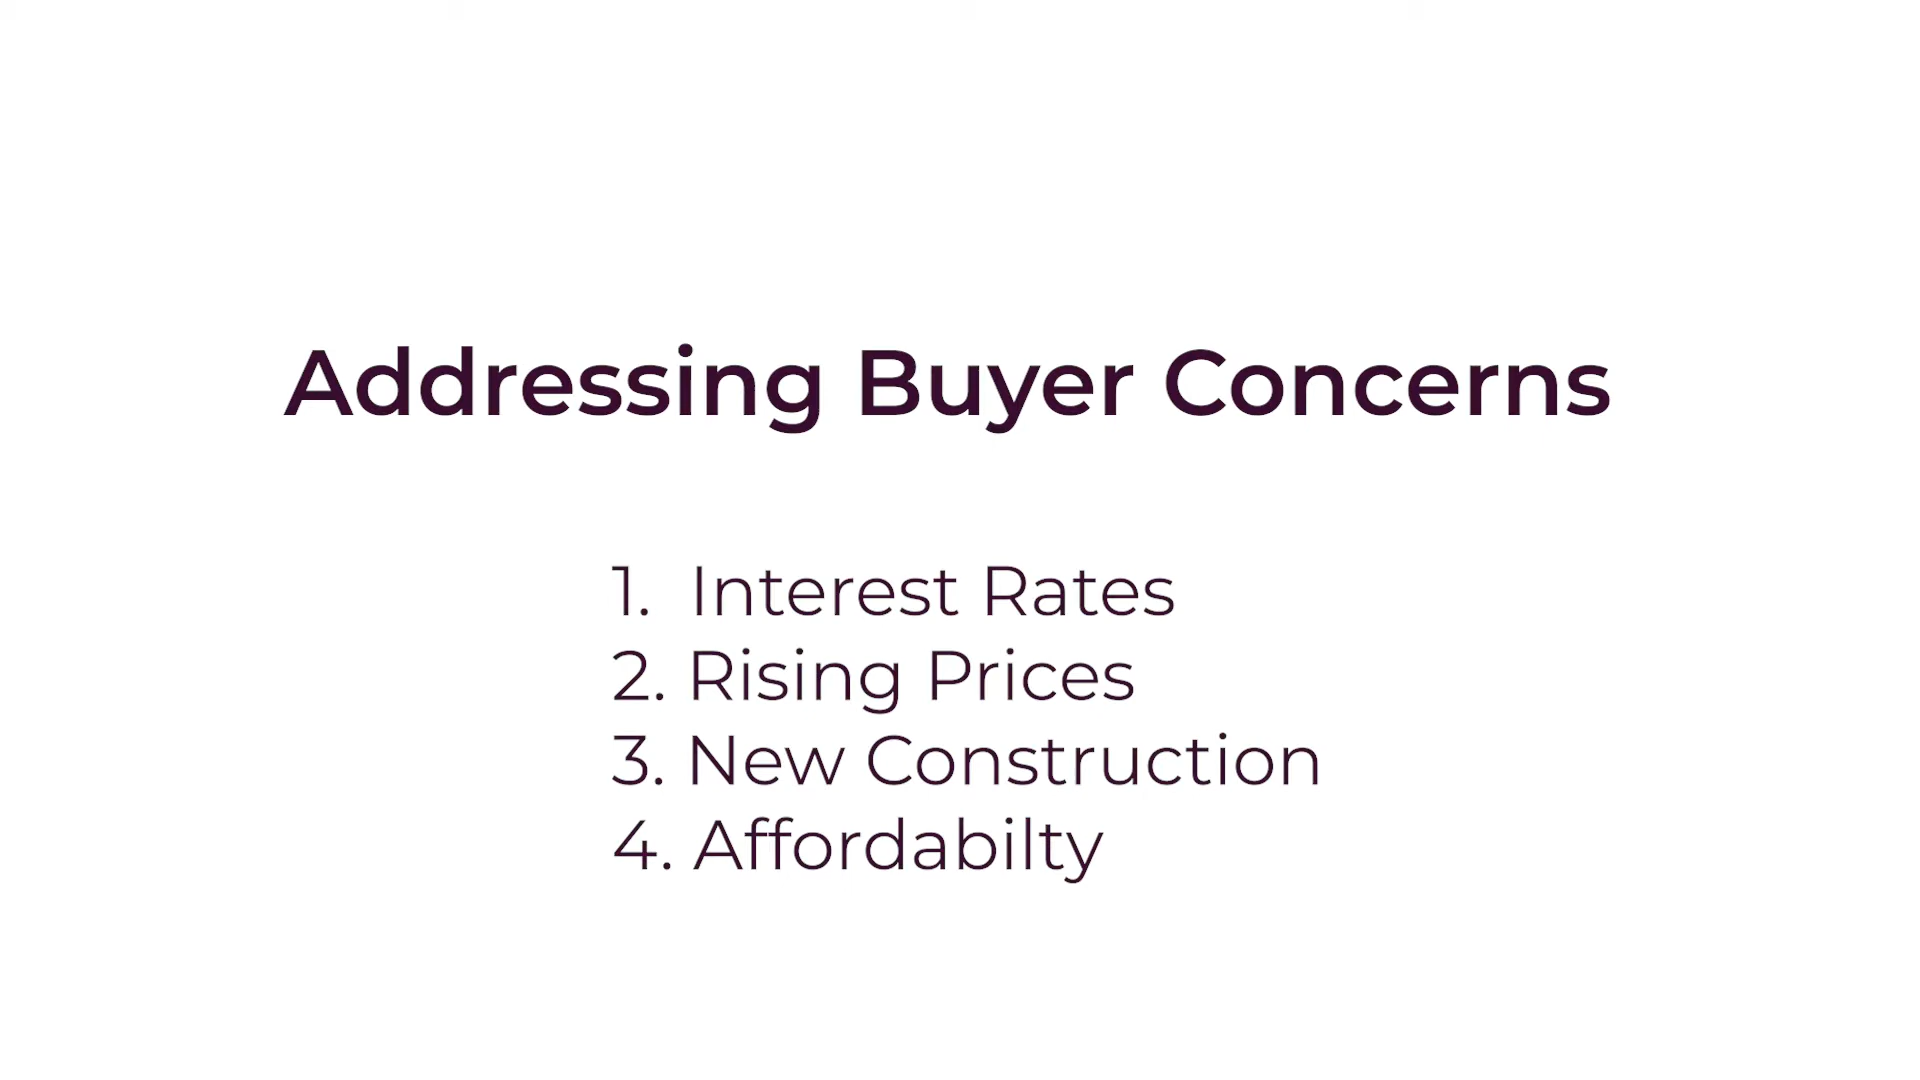 Addressing Buyer Concerns
1. Interest Rates
2. Rising Prices
3. New Construction
4. Affordabilty